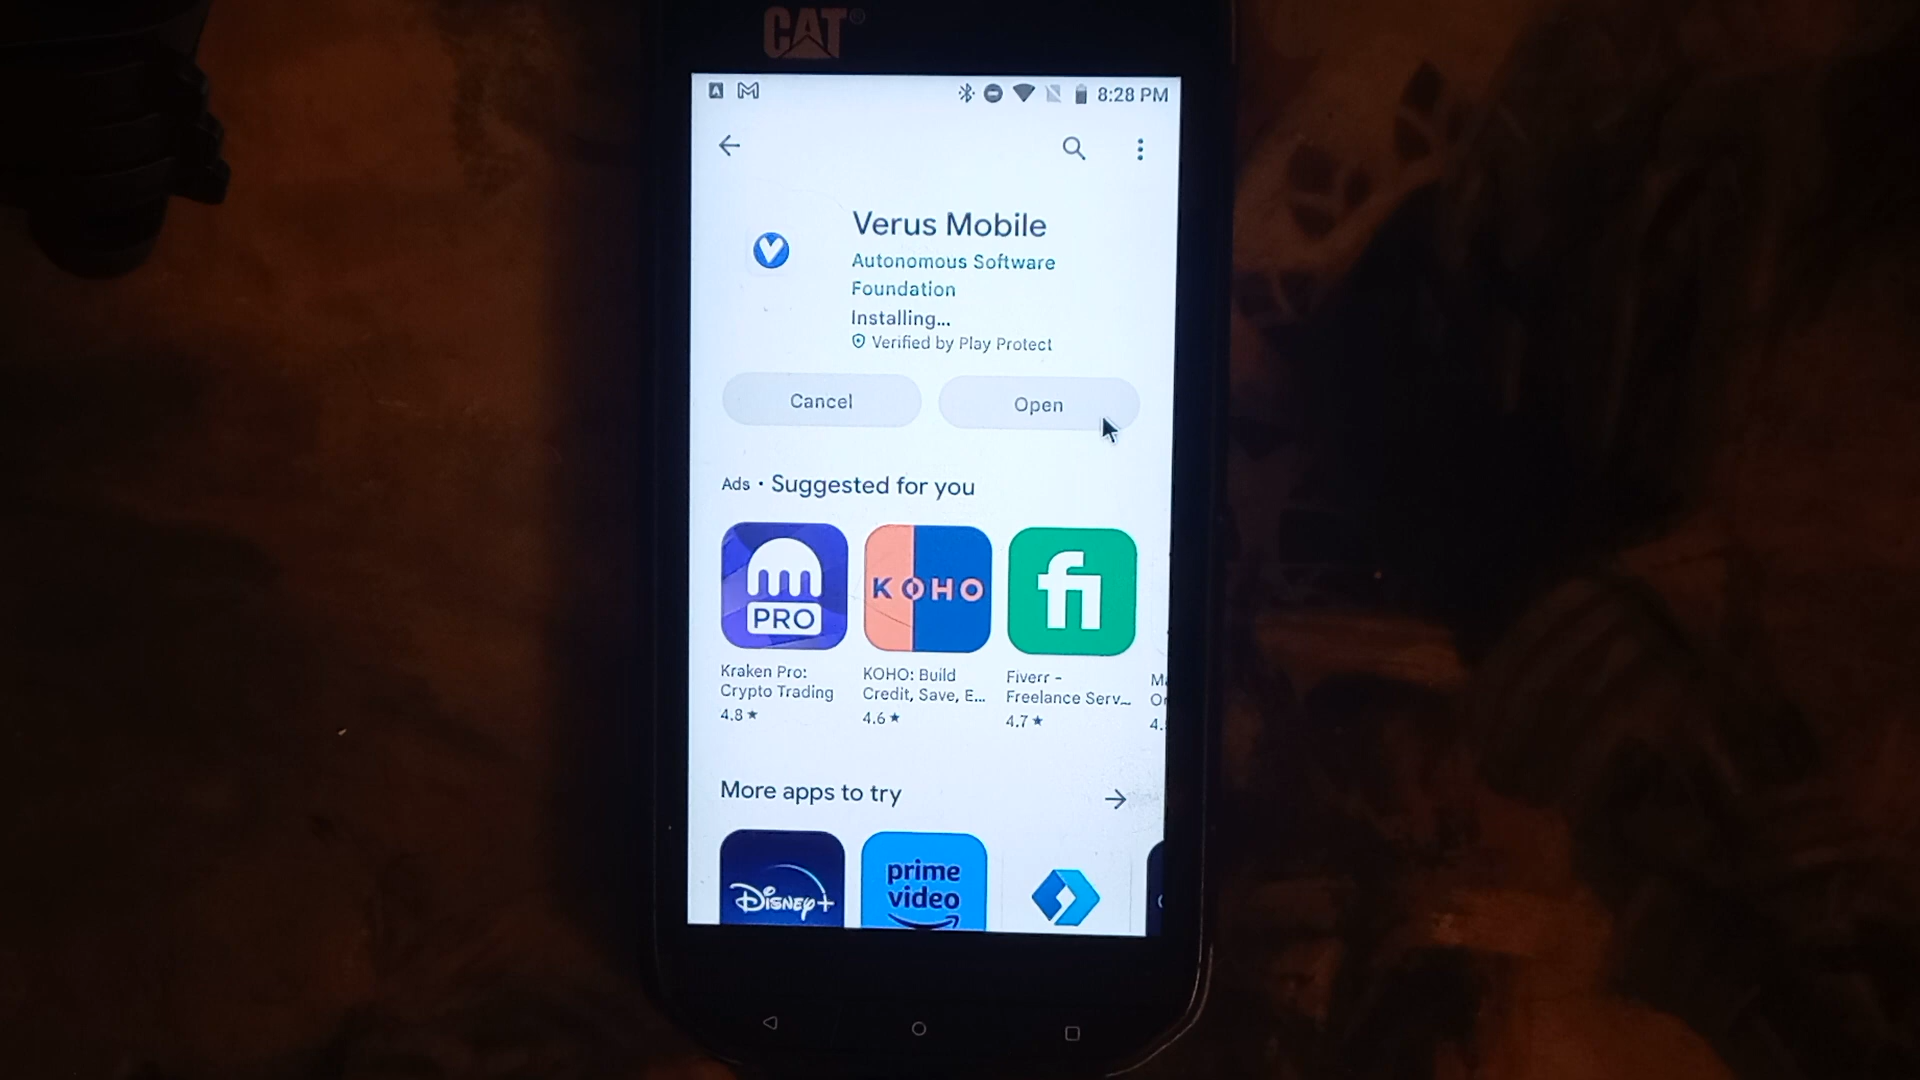 CAT®
8:28 PM
Verus Mobile
Autonomous Software
Foundation
Installing...
Verified by Play Protect
Cancel
Open
Ads • Suggested for you
PRO
KOHO
fi
Kraken Pro:
Crypto Trading
4.8 ★
KOHO: Build
Credit, Save, E...
4.6 ★
Fiverr -
Freelance Serv...
4.7 ★
More apps to try
Disney+
prime
video